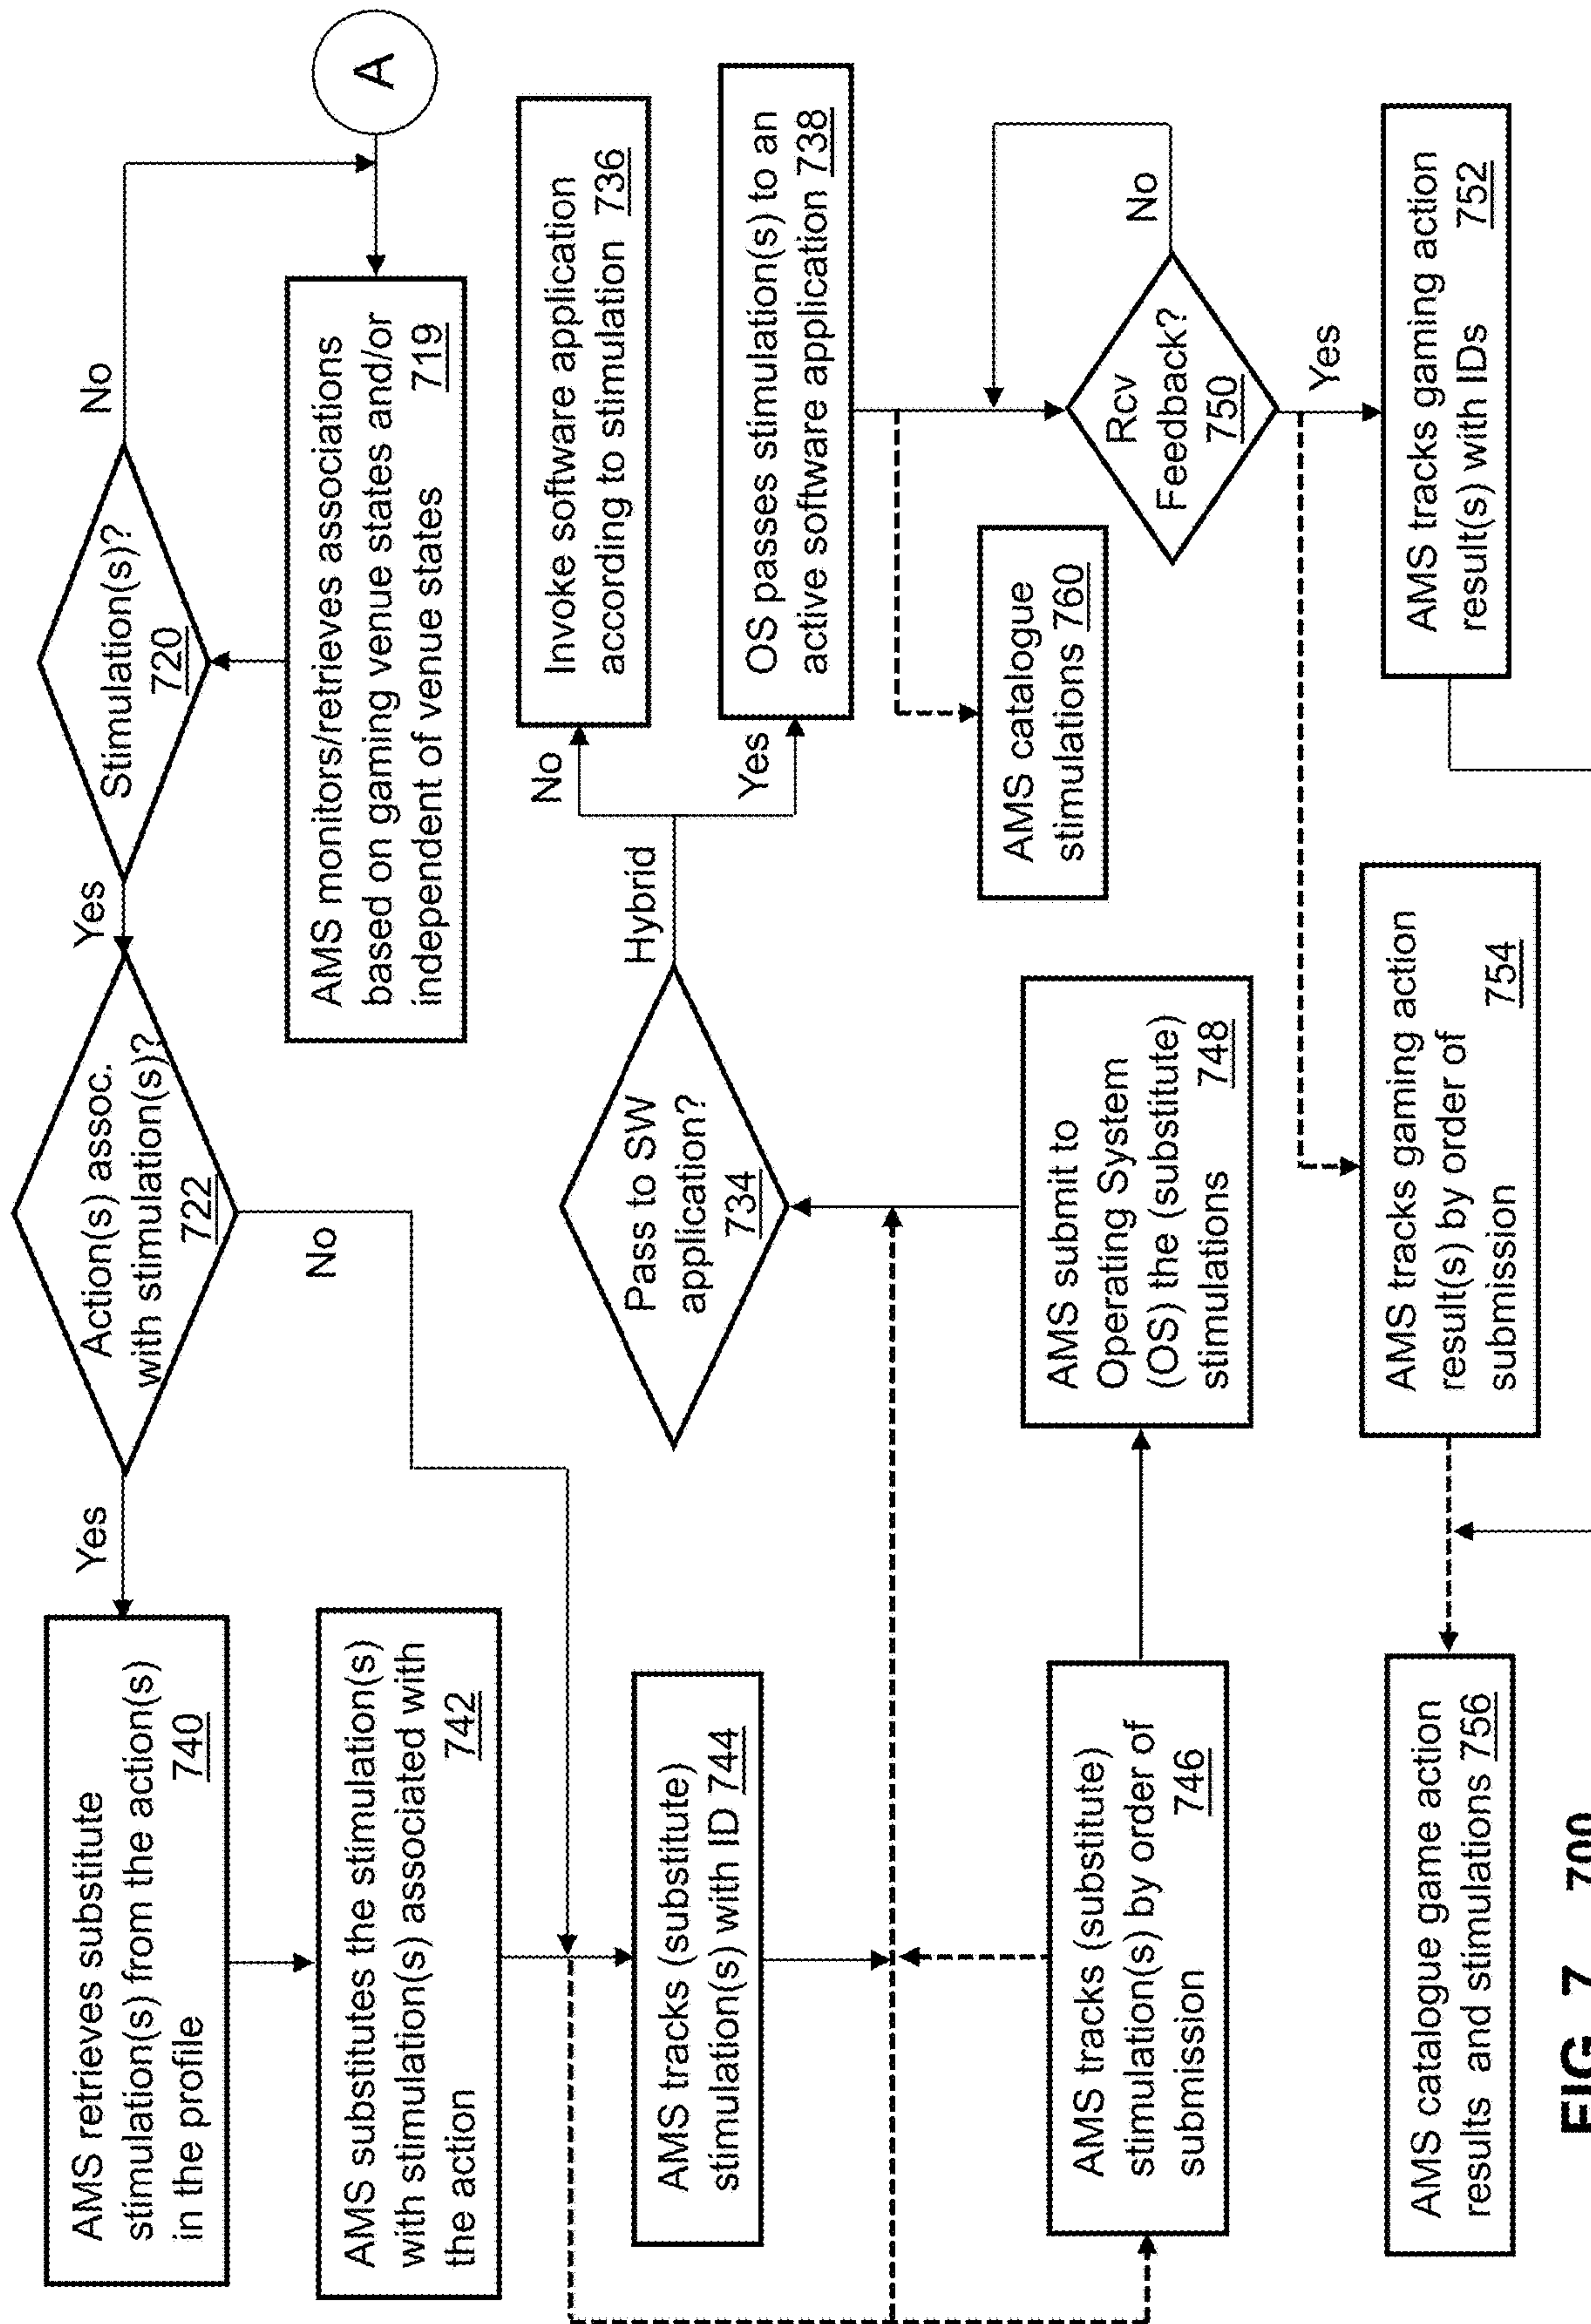 A
AMS monitors/retrieves associations
based on gaming venue states and/or
independent of venue states 719
Stimulation(s)?
720
No
Yes
Action(s) assoc.
with stimulation(s)?
722
No
Yes
AMS retrieves substitute
stimulation(s) from the action(s)
in the profile 740
AMS substitutes the stimulation(s)
with stimulation(s) associated with
the action 742
AMS tracks (substitute)
stimulation(s) with ID 744
AMS tracks (substitute)
stimulation(s) by order of
submission 746
AMS submit to
Operating System
(OS) the (substitute)
stimulations 748
Pass to SW
application?
734
Hybrid
No
Yes
Invoke software application
according to stimulation 736
OS passes stimulation(s) to an
active software application 738
AMS catalogue
stimulations 760
Rcv
Feedback?
750
No
Yes
AMS tracks gaming action
result(s) with IDs 752
AMS tracks gaming action
result(s) by order of
submission 754
AMS catalogue game action
results and stimulations 756
FIG. 7 700